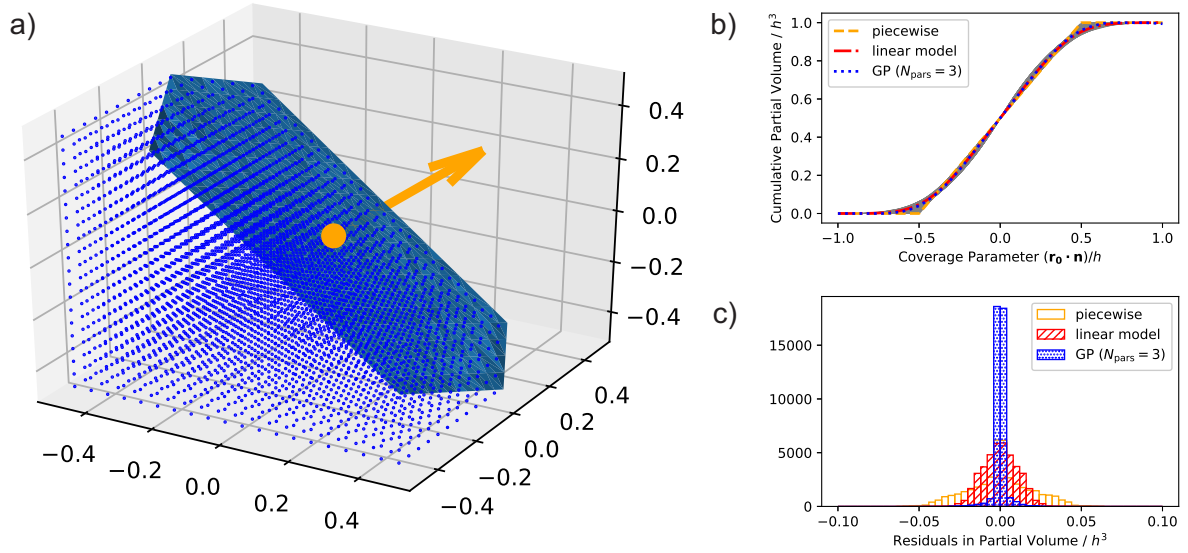 a)
0.4
0.2
0.0
−0.2
−0.4
−0.4
−0.2
0.0
0.2
0.4
−0.4
−0.2
0.0
0.2
0.4
b)
Cumulative Partial Volume / h³
1.0
0.8
0.6
0.4
0.2
0.0
piecewise
linear model
GP (N_pars = 3)
−1.0 −0.5 0.0 0.5 1.0
Coverage Parameter (r₀ · n)/h
c)
15000
10000
5000
0
piecewise
linear model
GP (N_pars = 3)
−0.10 −0.05 0.00 0.05 0.10
Residuals in Partial Volume / h³